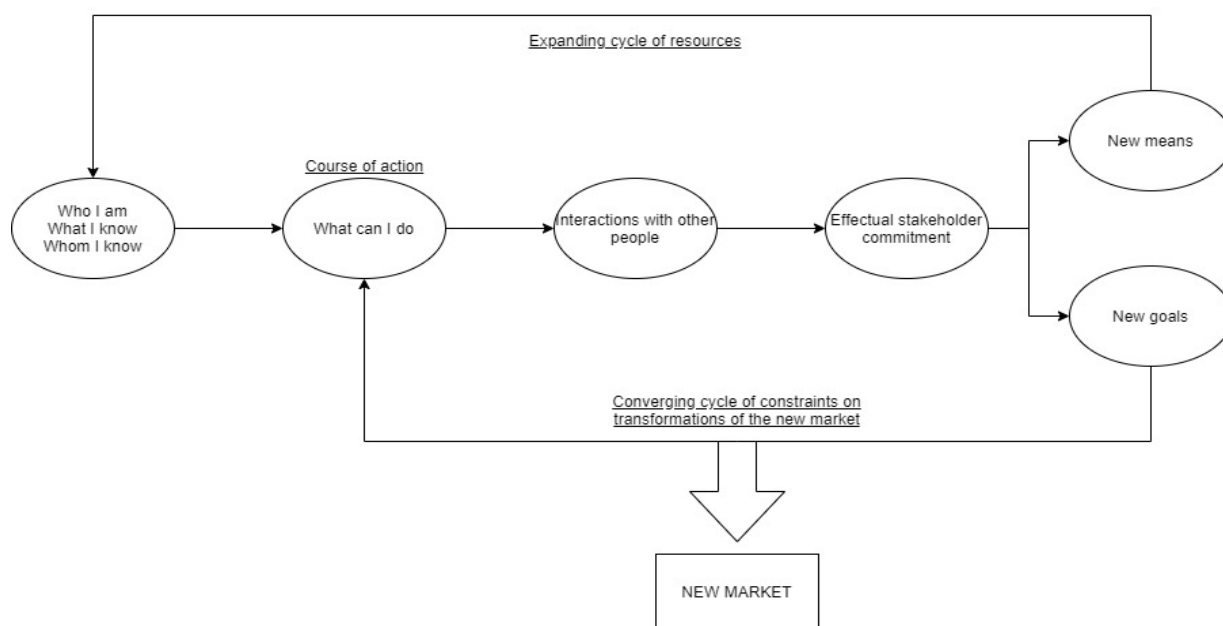 Expanding cycle of resources
New means
Course of action
Who I am
What I know
Whom I know
What can I do
Interactions with other
people
Effectual stakeholder
commitment
New goals
Converging cycle of constraints on
transformations of the new market
NEW MARKET